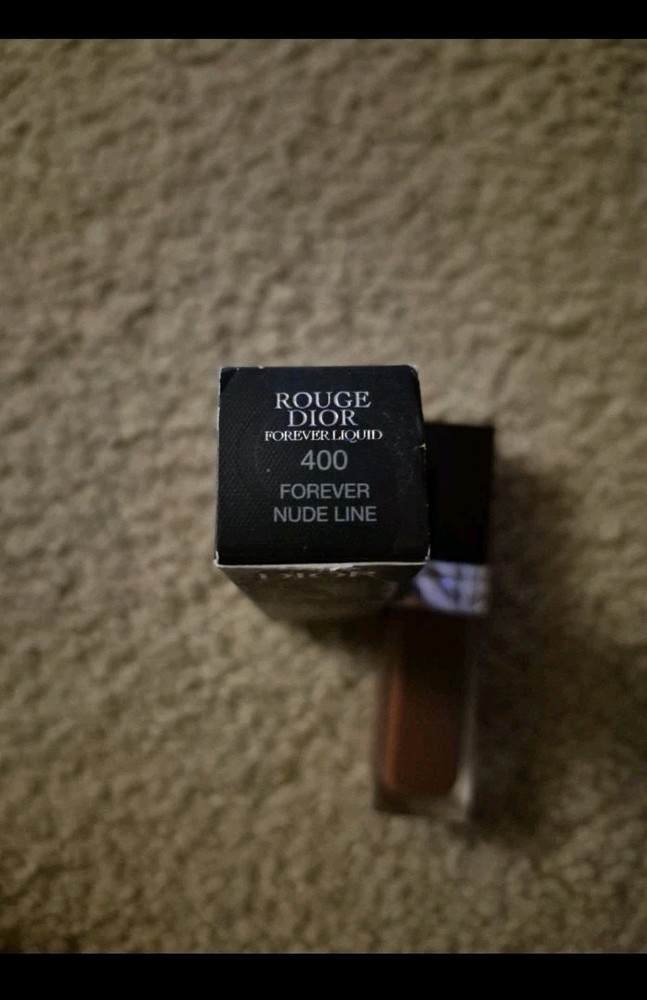 ROUGE
DIOR
FOREVER LIQUID
400
FOREVER
NUDE LINE